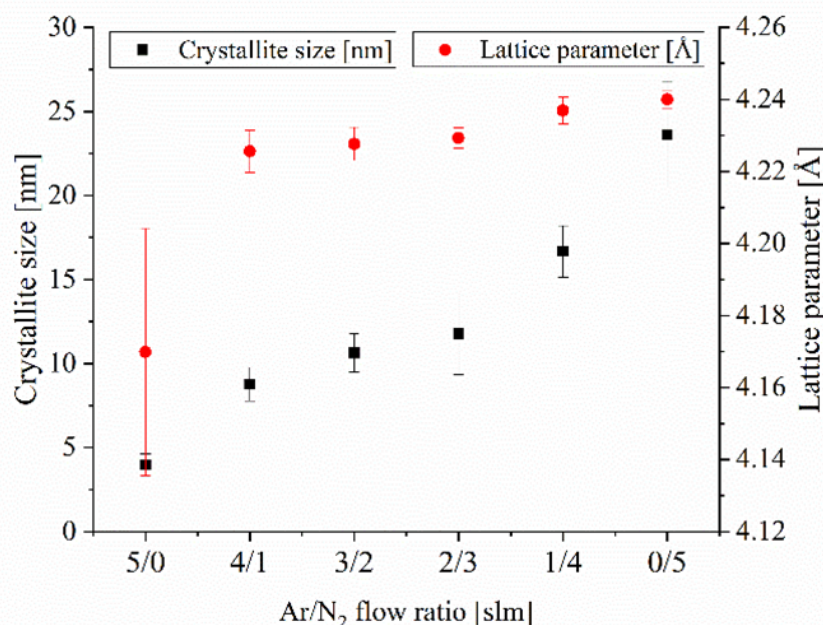 Crystallite size [nm]
Lattice parameter [Å]
30
25
20
15
10
5
0
Crystallite size [nm]
4.26
4.24
4.22
4.20
4.18
4.16
4.14
4.12
Lattice parameter [Å]
5/0 4/1 3/2 2/3 1/4 0/5
Ar/N₂ flow ratio [slm]